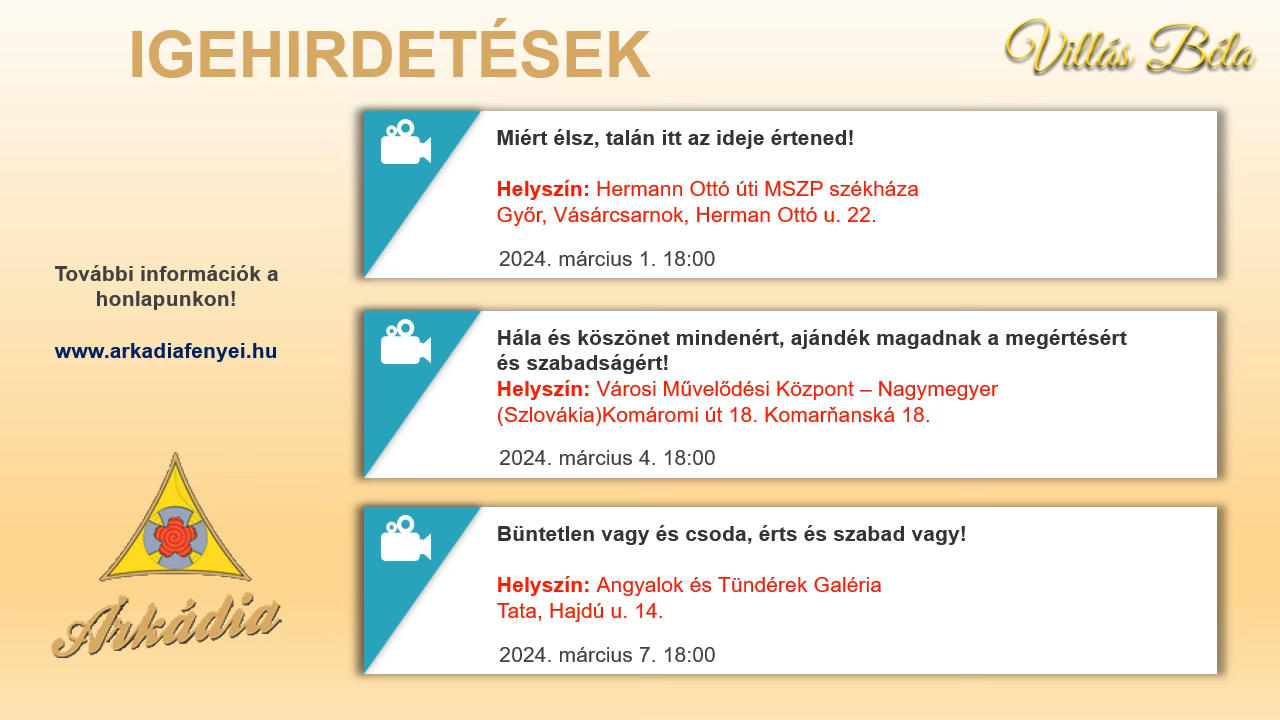 IGEHIRDETÉSEK
Villás Béla
Miért élsz, talán itt az ideje értened!
Helyszín: Hermann Ottó úti MSZP székháza
Győr, Vásárcsarnok, Herman Ottó u. 22.
2024. március 1. 18:00
További információk a
honlapunkon!
www.arkadiafenyei.hu
Hála és köszönet mindenért, ajándék magadnak a megértésért
és szabadságért!
Helyszín: Városi Művelődési Központ – Nagymegyer
(Szlovákia)Komáromi út 18. Komarňanská 18.
2024. március 4. 18:00
Büntetlen vagy és csoda, érts és szabad vagy!
Helyszín: Angyalok és Tündérek Galéria
Tata, Hajdú u. 14.
2024. március 7. 18:00
Árkádia